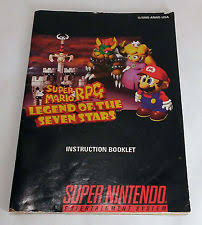 SUPER
MARIO RPG
LEGEND OF THE
SEVEN STARS
INSTRUCTION BOOKLET
SUPER NINTENDO
ENTERTAINMENT SYSTEM